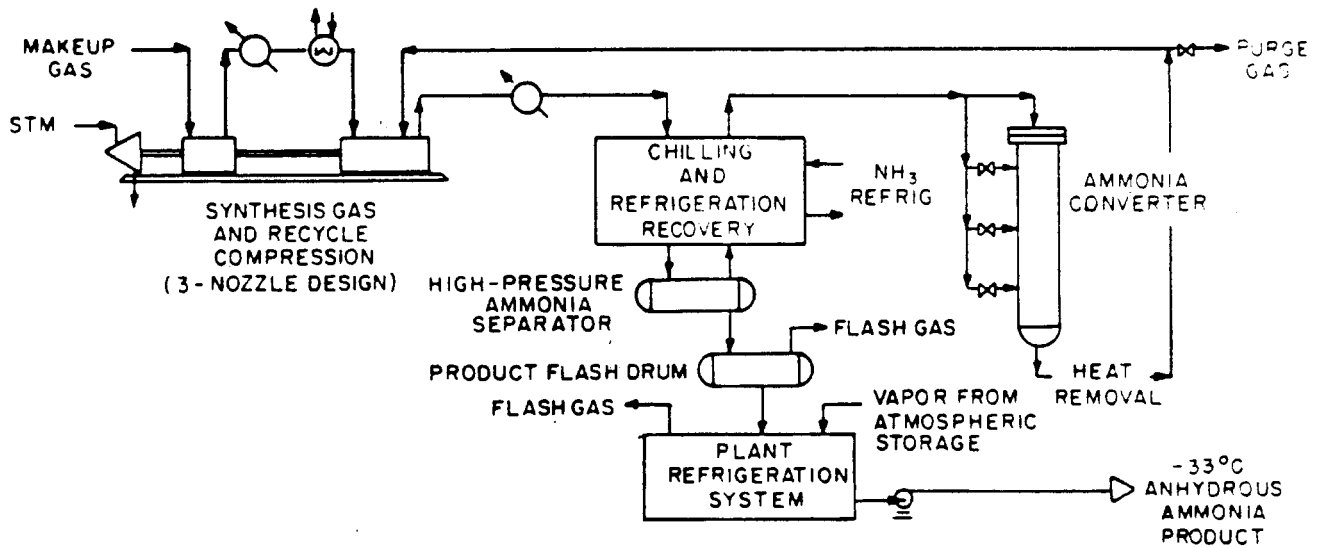 MAKEUP
GAS
STM
SYNTHESIS GAS
AND RECYCLE
COMPRESSION
(3-NOZZLE DESIGN)
CHILLING
AND
REFRIGERATION
RECOVERY
NH3
REFRIG
PURGE
GAS
AMMONIA
CONVERTER
HIGH-PRESSURE
AMMONIA
SEPARATOR
FLASH GAS
PRODUCT FLASH DRUM
HEAT
REMOVAL
FLASH GAS
VAPOR FROM
ATMOSPHERIC
STORAGE
PLANT
REFRIGERATION
SYSTEM
-33°C
ANHYDROUS
AMMONIA
PRODUCT